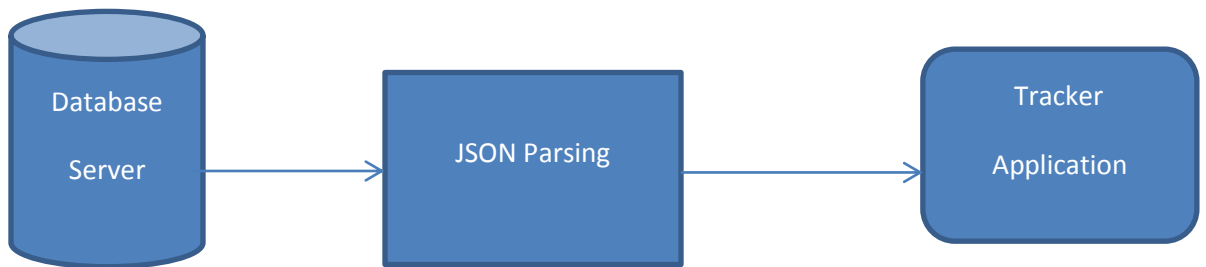 Database
Server
JSON Parsing
Tracker
Application